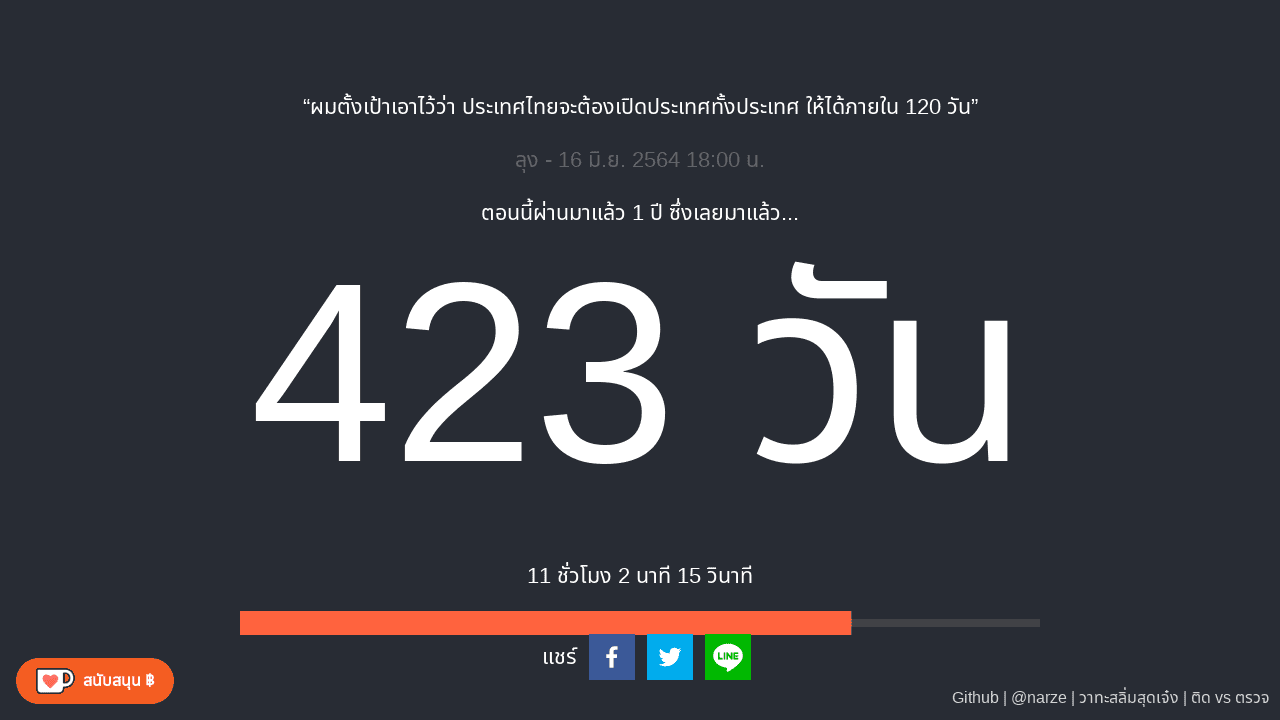 “ผมตั้งเป้าเอาไว้ว่า ประเทศไทยจะต้องเปิดประเทศทั้งประเทศ ให้ได้ภายใน 120 วัน”
ลุง - 16 มิ.ย. 2564 18:00 น.
ตอนนี้ผ่านมาแล้ว 1 ปี ซึ่งเลยมาแล้ว...
423 วัน
11 ชั่วโมง 2 นาที 15 วินาที
แชร์
LINE
สนับสนุน ฿
Github | @narze | วาทะสลิ่มสุดเจ๋ง | ติด vs ตรวจ